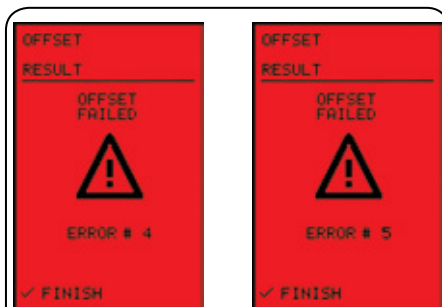 OFFSET
RESULT
OFFSET
FAILED
ERROR # 4
✓ FINISH
OFFSET
RESULT
OFFSET
FAILED
ERROR # 5
✓ FINISH